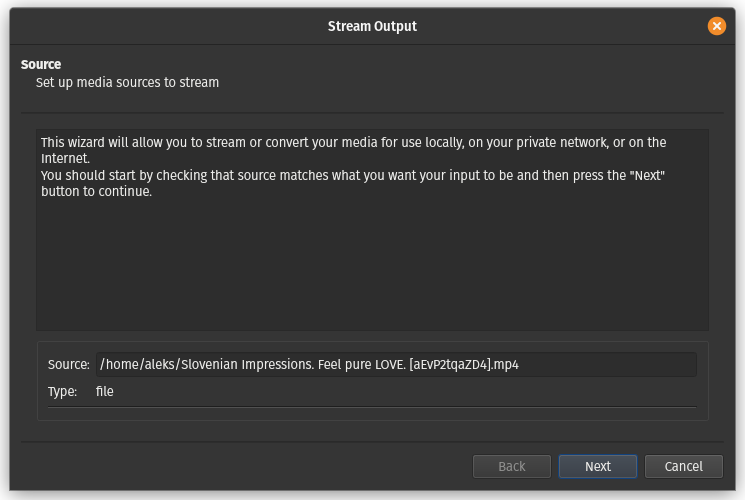 Stream Output
Source
Set up media sources to stream
This wizard will allow you to stream or convert your media for use locally, on your private network, or on the
Internet.
You should start by checking that source matches what you want your input to be and then press the "Next"
button to continue.
Source: /home/aleks/Slovenian Impressions. Feel pure LOVE. [aEvP2tqaZD4].mp4
Type: file
Back Next Cancel